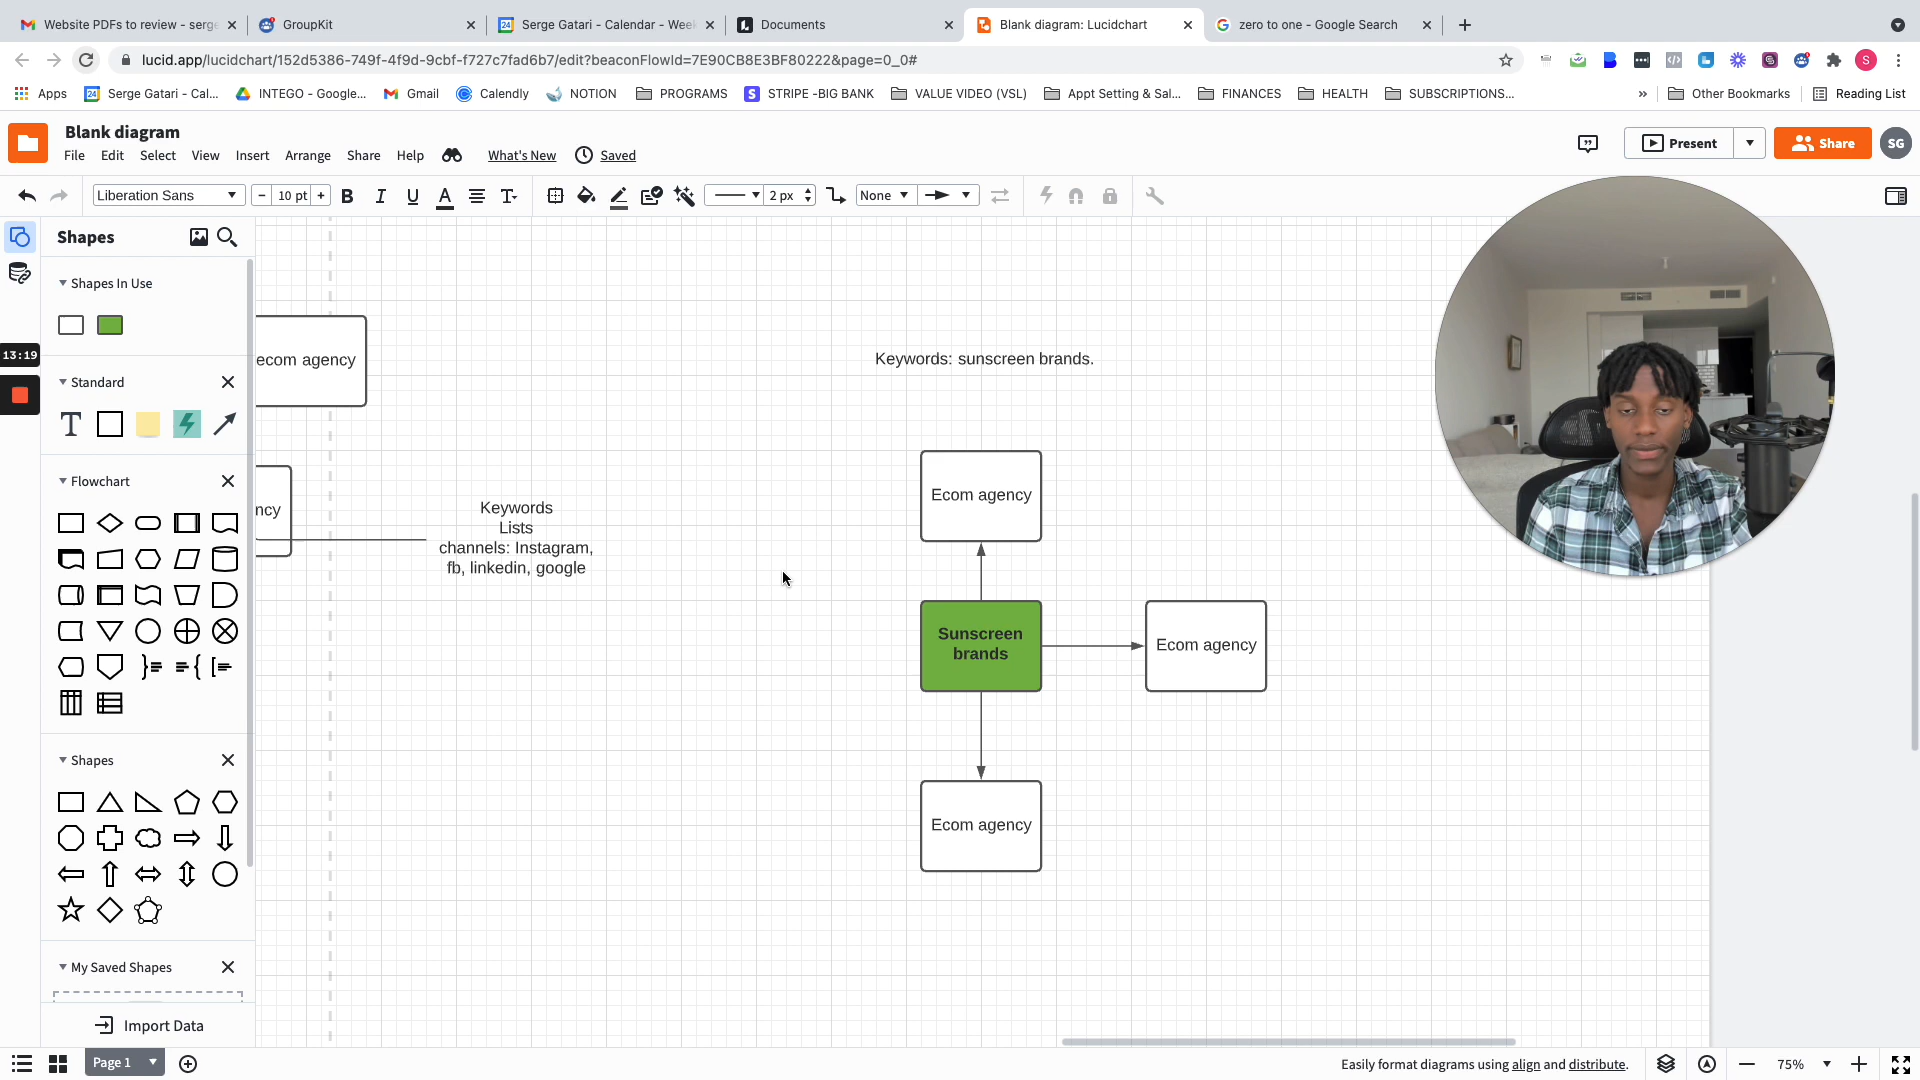 Website PDFs to review - serge
GroupKit
Serge Gatari - Calendar - Week
Documents
Blank diagram: Lucidchart
zero to one - Google Search
lucid.app/lucidchart/152d5386-749f-4f9d-9cbf-f727c7fad6b7/edit?beaconFlowId=7E90CB8E3BF80222&page=0_0#
S
Apps
Serge Gatari - Cal...
INTEGO - Google...
Gmail
Calendly
NOTION
PROGRAMS
STRIPE -BIG BANK
VALUE VIDEO (VSL)
Appt Setting & Sal...
FINANCES
HEALTH
SUBSCRIPTIONS...
»
Other Bookmarks
Reading List
Blank diagram
File
Edit
Select
View
Insert
Arrange
Share
Help
What's New
Saved
Present
Share
SG
Liberation Sans
10 pt
B
I
U
A
2 px
None
Shapes
Shapes In Use
13:19
Standard
Flowchart
Shapes
My Saved Shapes
Import Data
ecom agency
ncy
Keywords
Lists
channels: Instagram,
fb, linkedin, google
Keywords: sunscreen brands.
Ecom agency
Sunscreen
brands
Ecom agency
Ecom agency
Page 1
Easily format diagrams using align and distribute.
75%